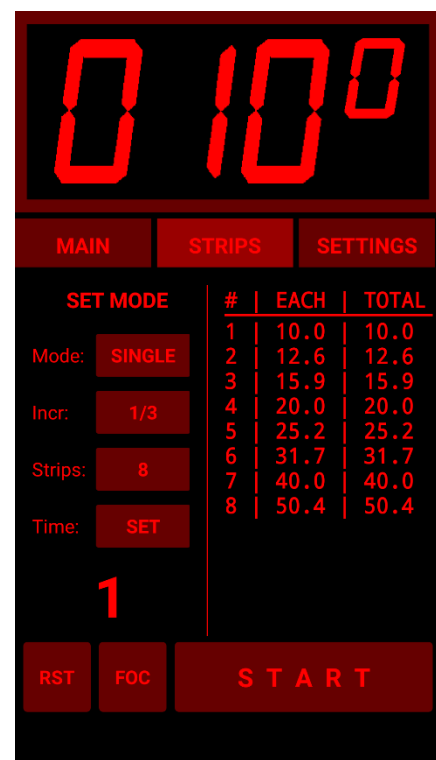 010⁰
MAIN STRIPS SETTINGS
SET MODE
Mode: SINGLE
Incr: 1/3
Strips: 8
Time: SET
1
# | EACH | TOTAL
1 | 10.0 | 10.0
2 | 12.6 | 12.6
3 | 15.9 | 15.9
4 | 20.0 | 20.0
5 | 25.2 | 25.2
6 | 31.7 | 31.7
7 | 40.0 | 40.0
8 | 50.4 | 50.4
RST FOC START